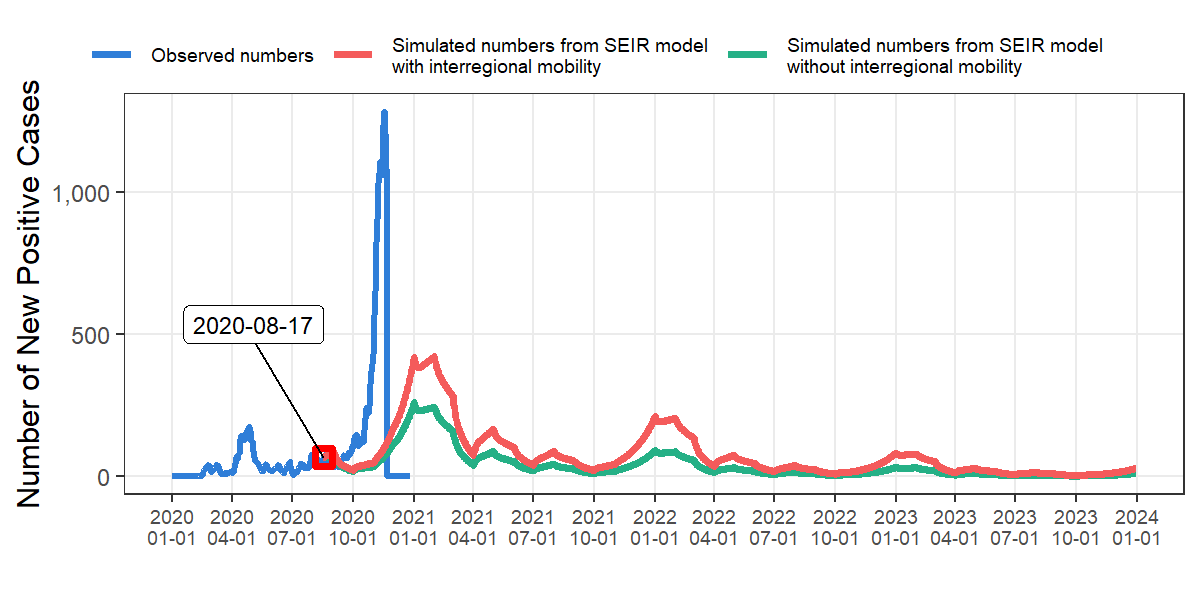 Observed numbers
Simulated numbers from SEIR model
with interregional mobility
Simulated numbers from SEIR model
without interregional mobility
Number of New Positive Cases
1,000
500
0
2020-08-17
2020 2020 2020 2020 2021 2021 2021 2021 2022 2022 2022 2022 2023 2023 2023 2023 2024
01-01 04-01 07-01 10-01 01-01 04-01 07-01 10-01 01-01 04-01 07-01 10-01 01-01 04-01 07-01 10-01 01-01